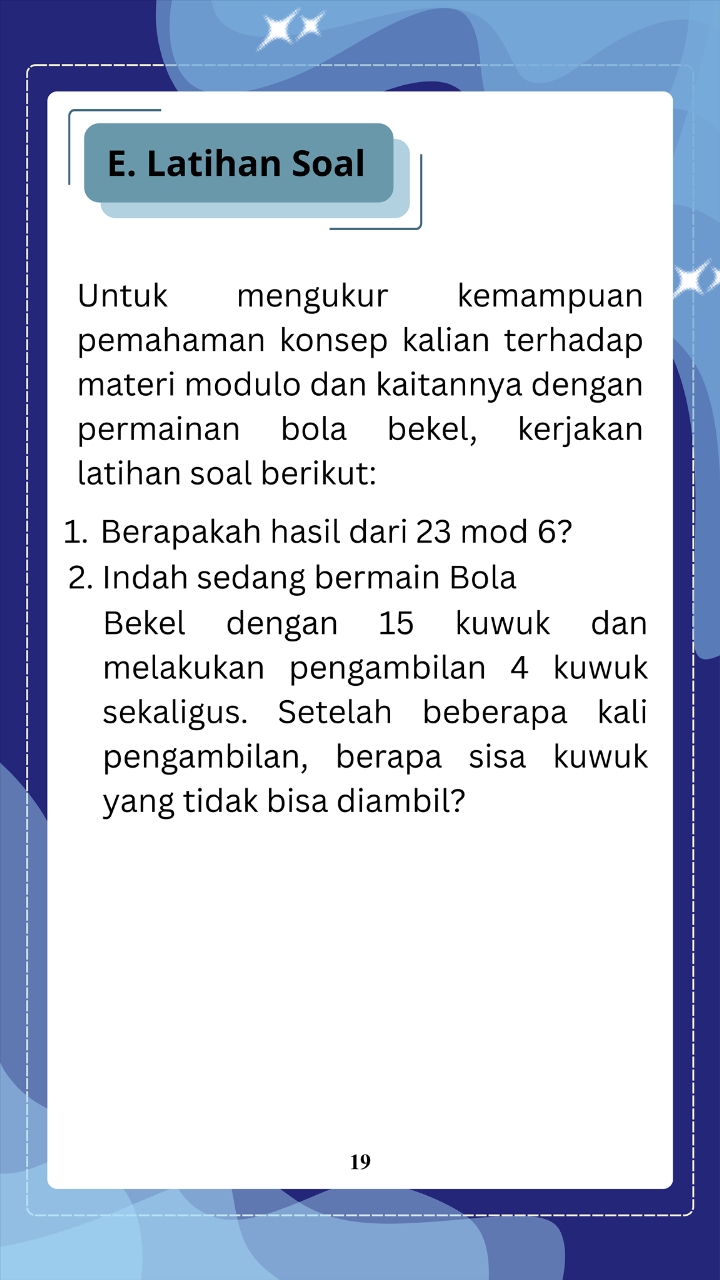 E. Latihan Soal
Untuk mengukur kemampuan
pemahaman konsep kalian terhadap
materi modulo dan kaitannya dengan
permainan bola bekel, kerjakan
latihan soal berikut:
1. Berapakah hasil dari 23 mod 6?
2. Indah sedang bermain Bola
Bekel dengan 15 kuwuk dan
melakukan pengambilan 4 kuwuk
sekaligus. Setelah beberapa kali
pengambilan, berapa sisa kuwuk
yang tidak bisa diambil?
19